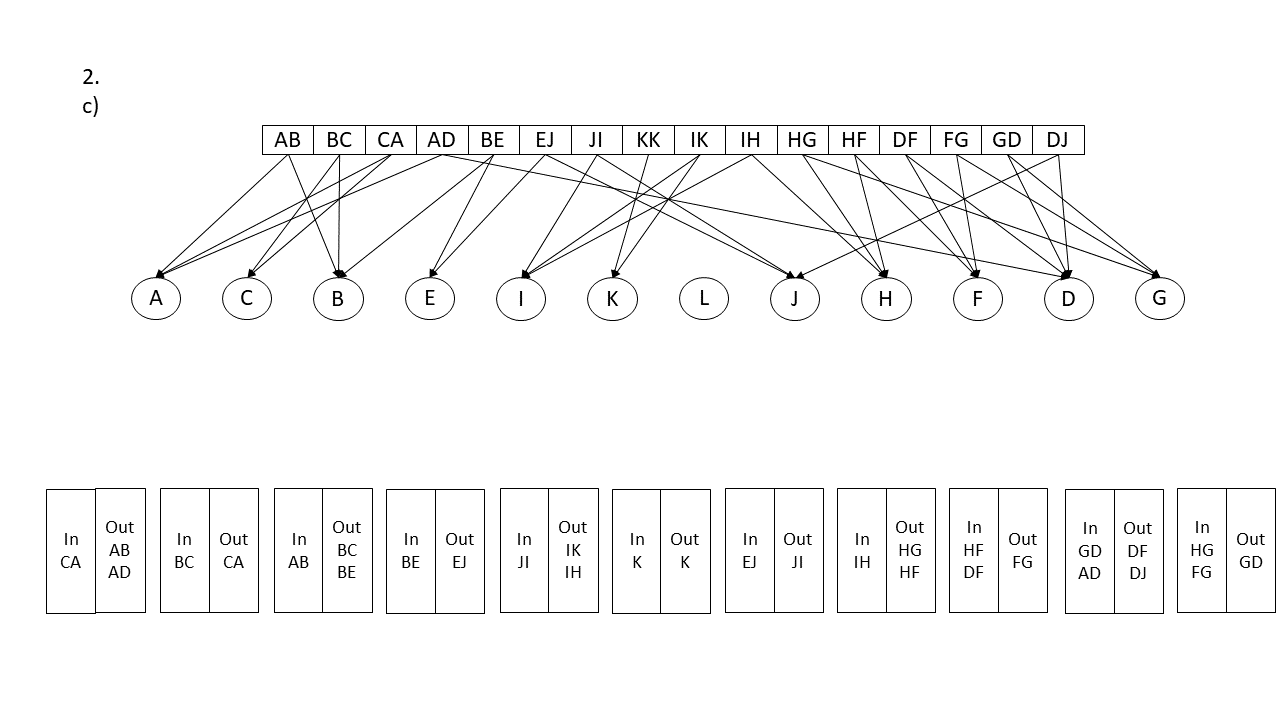 2.
c)
AB BC CA AD BE EJ JI KK IK IH HG HF DF FG GD DJ
A C B E I K L J H F D G
In
CA
Out
AB
AD
In
BC
Out
CA
In
AB
Out
BC
BE
In
BE
Out
EJ
In
JI
Out
IK
IH
In
K
Out
K
In
EJ
Out
JI
In
IH
Out
HG
HF
In
HF
DF
Out
FG
In
GD
AD
Out
DF
DJ
In
HG
FG
Out
GD